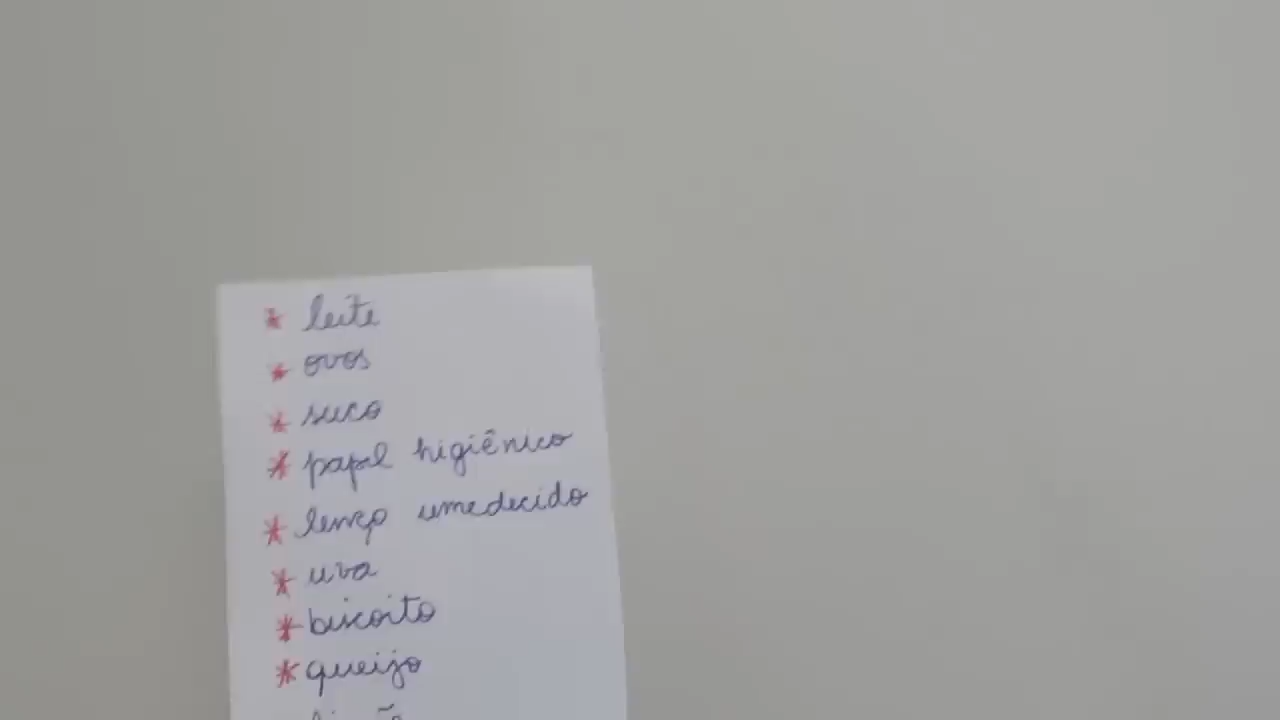 * leite
* ovos
* suco
* papel higiênico
* lenço umedecido
* uva
* biscoito
* queijo